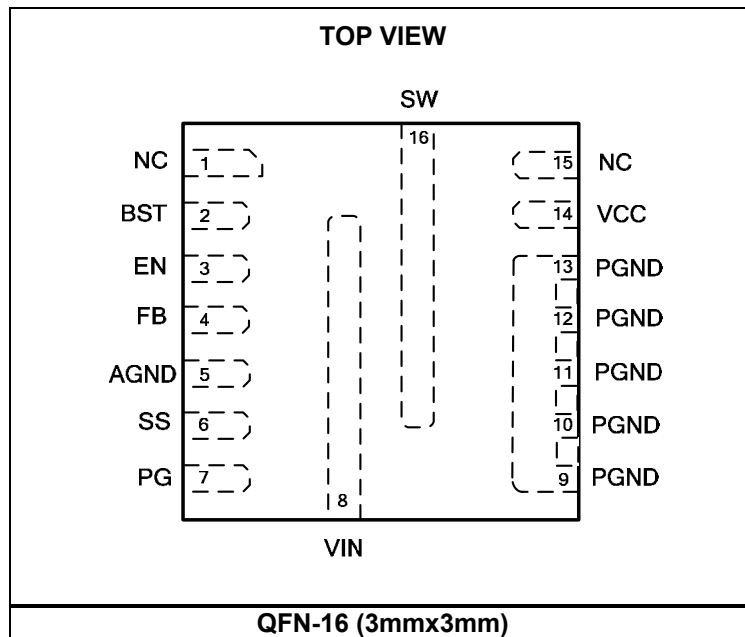 TOP VIEW
SW
16
NC 1 15 NC
BST 2 14 VCC
EN 3 13 PGND
FB 4 12 PGND
AGND 5 11 PGND
SS 6 10 PGND
PG 7 9 PGND
8
VIN
QFN-16 (3mmx3mm)